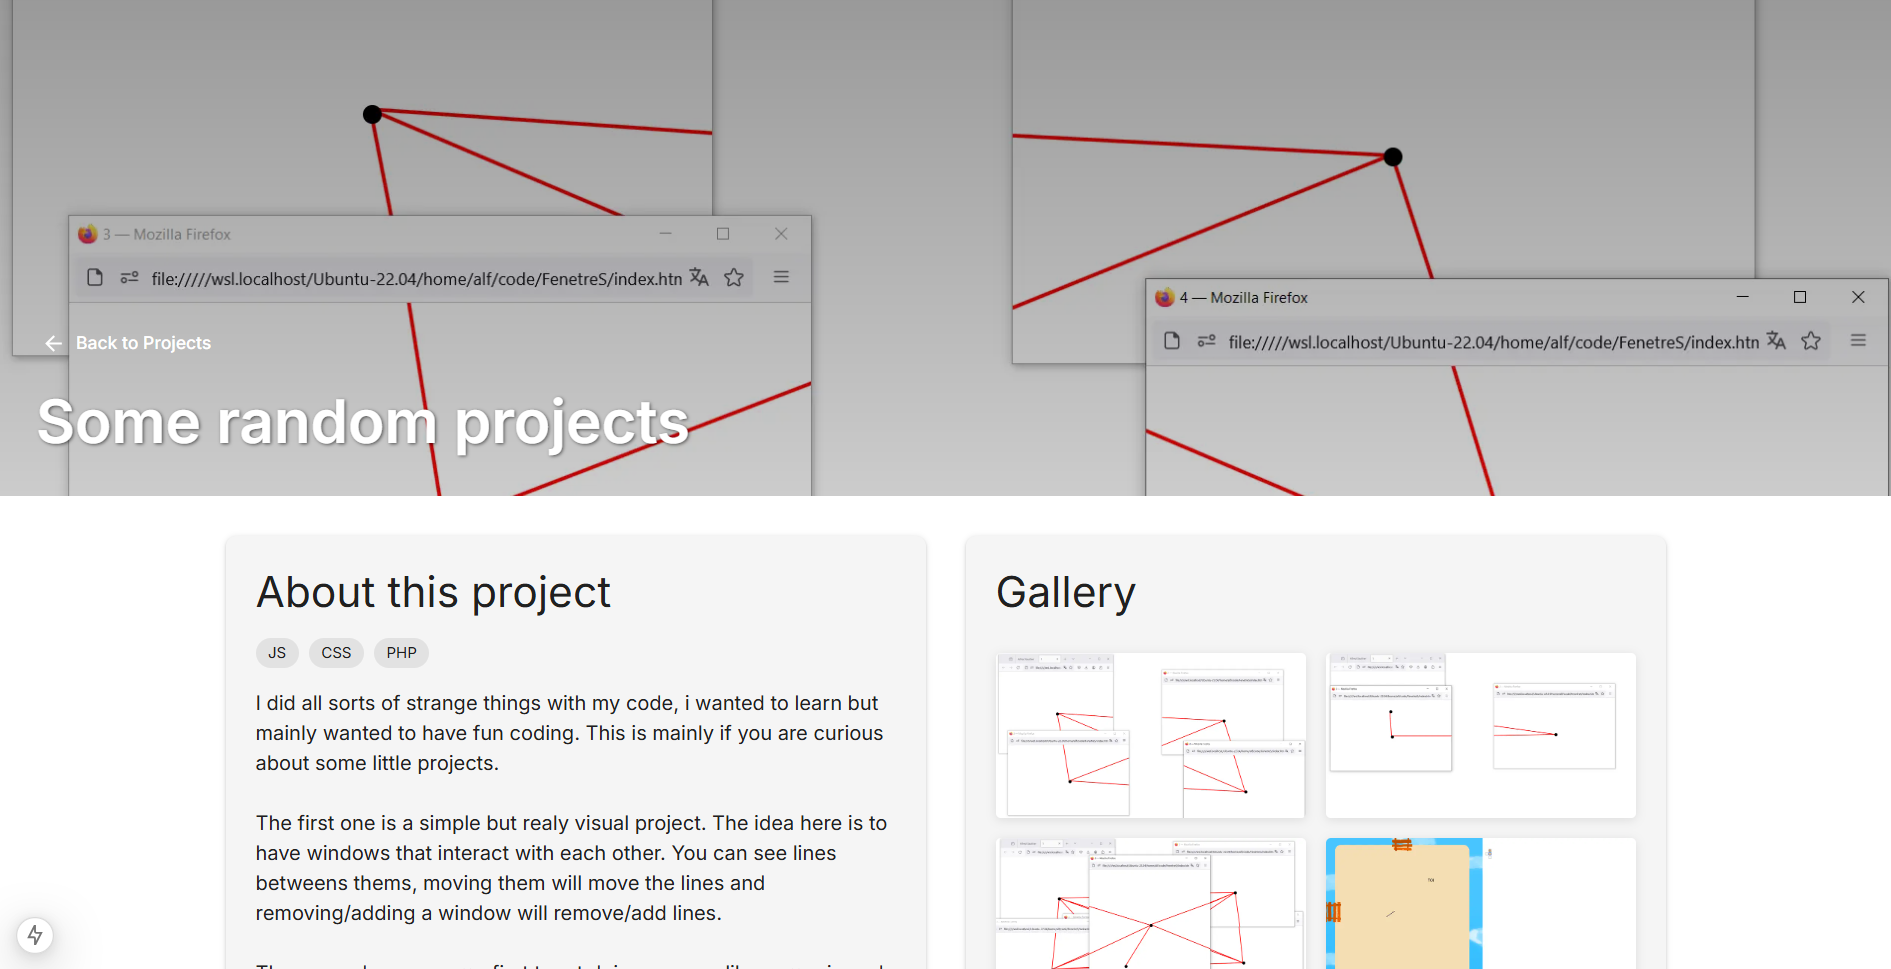 3 — Mozilla Firefox
file://///wsl.localhost/Ubuntu-22.04/home/alf/code/FenetreS/index.htn
4 — Mozilla Firefox
file://///wsl.localhost/Ubuntu-22.04/home/alf/code/FenetreS/index.htn
Back to Projects
Some random projects
About this project
JS CSS PHP
I did all sorts of strange things with my code, i wanted to learn but
mainly wanted to have fun coding. This is mainly if you are curious
about some little projects.
The first one is a simple but realy visual project. The idea here is to
have windows that interact with each other. You can see lines
betweens thems, moving them will move the lines and
removing/adding a window will remove/add lines.
Gallery